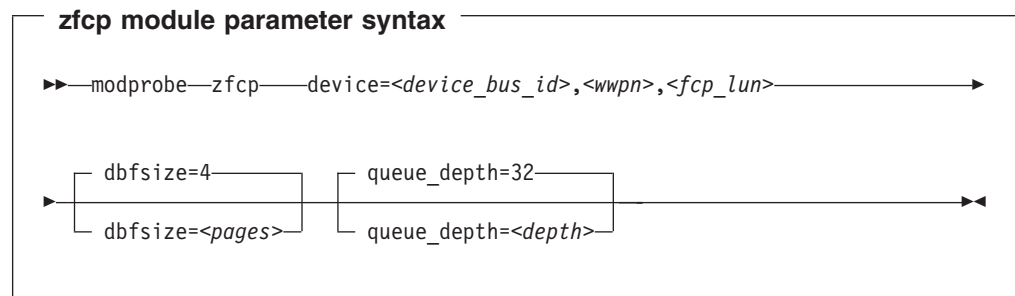 zfcp module parameter syntax
modprobe zfcp device=<device_bus_id>,<wwpn>,<fcp_lun>
dbfsize=4 queue_depth=32
dbfsize=<pages> queue_depth=<depth>